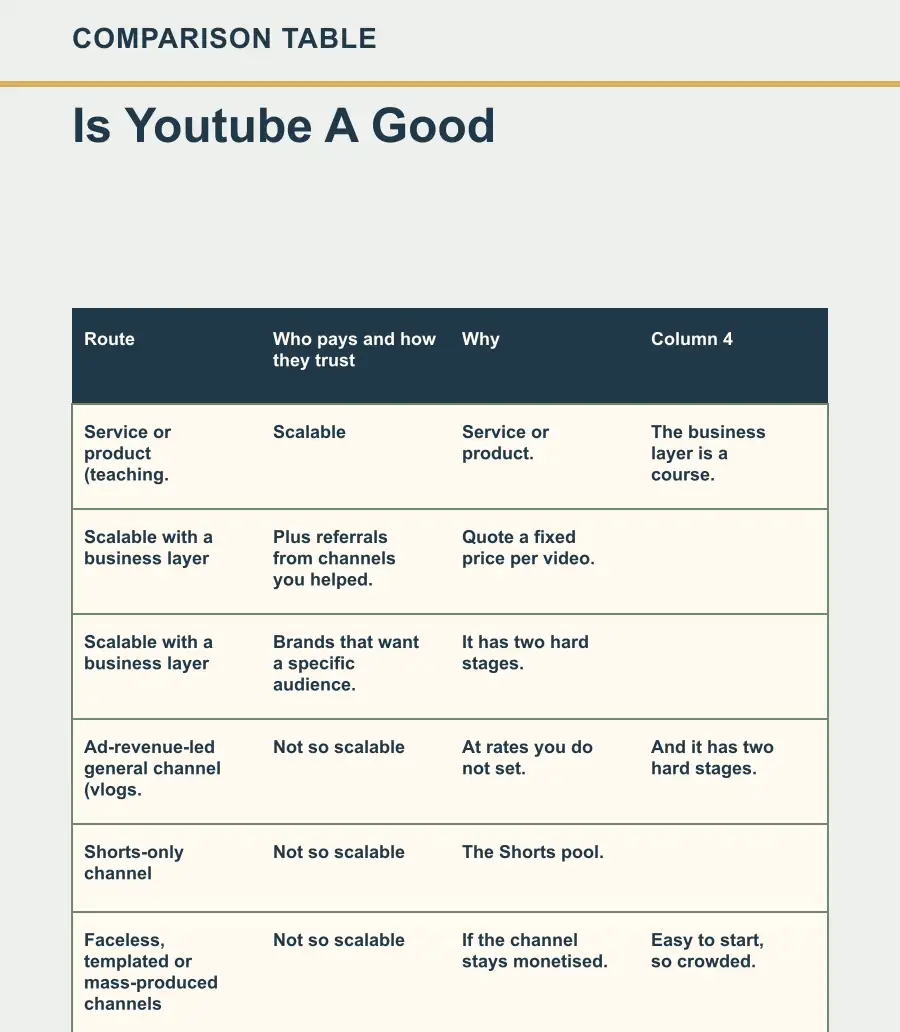 COMPARISON TABLE
Is Youtube A Good
Route
Who pays and how
they trust
Why
Column 4
Service or
product
(teaching.
Scalable
Service or
product.
The business
layer is a
course.
Scalable with a
business layer
Plus referrals
from channels
you helped.
Quote a fixed
price per video.
Scalable with a
business layer
Brands that want
a specific
audience.
It has two hard
stages.
Ad-revenue-led
general channel
(vlogs.
Not so scalable
At rates you do
not set.
And it has two
hard stages.
Shorts-only
channel
Not so scalable
The Shorts pool.
Faceless,
templated or
mass-produced
channels
Not so scalable
If the channel
stays monetised.
Easy to start,
so crowded.